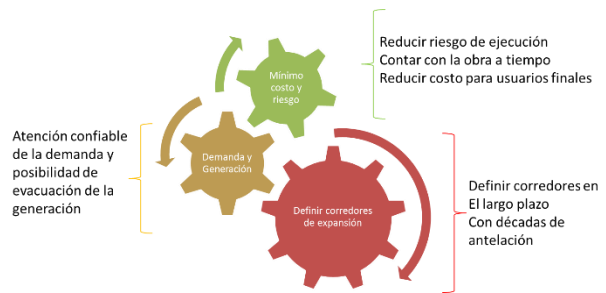 Reducir riesgo de ejecución
Contar con la obra a tiempo
Reducir costo para usuarios finales
Mínimo
costo y
riesgo
Atención confiable
de la demanda y
posibilidad de
evacuación de la
generación
Demanda y
Generación
Definir corredores
de expansión
Definir corredores en
El largo plazo
Con décadas de
antelación